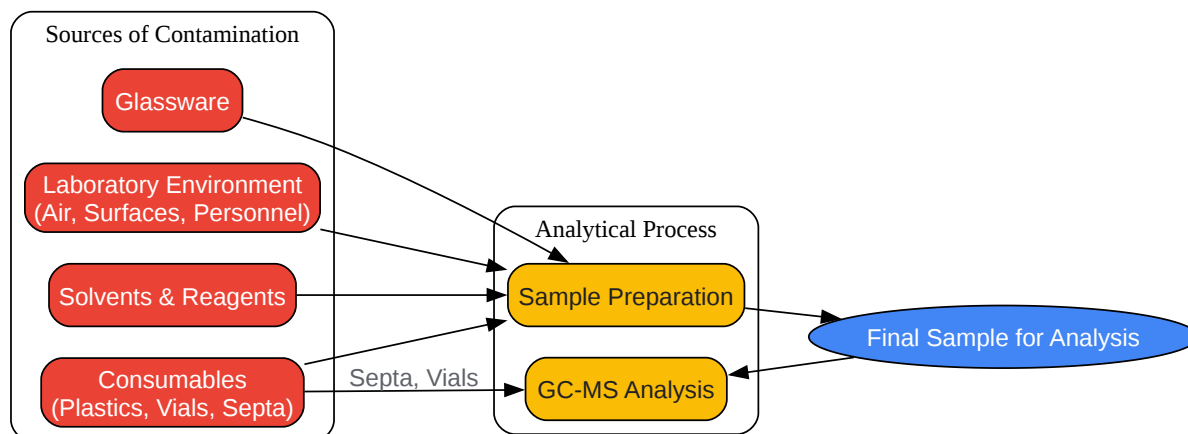 Sources of Contamination
Glassware
Laboratory Environment
(Air, Surfaces, Personnel)
Solvents & Reagents
Consumables
(Plastics, Vials, Septa)
Septa, Vials
Analytical Process
Sample Preparation
GC-MS Analysis
Final Sample for Analysis